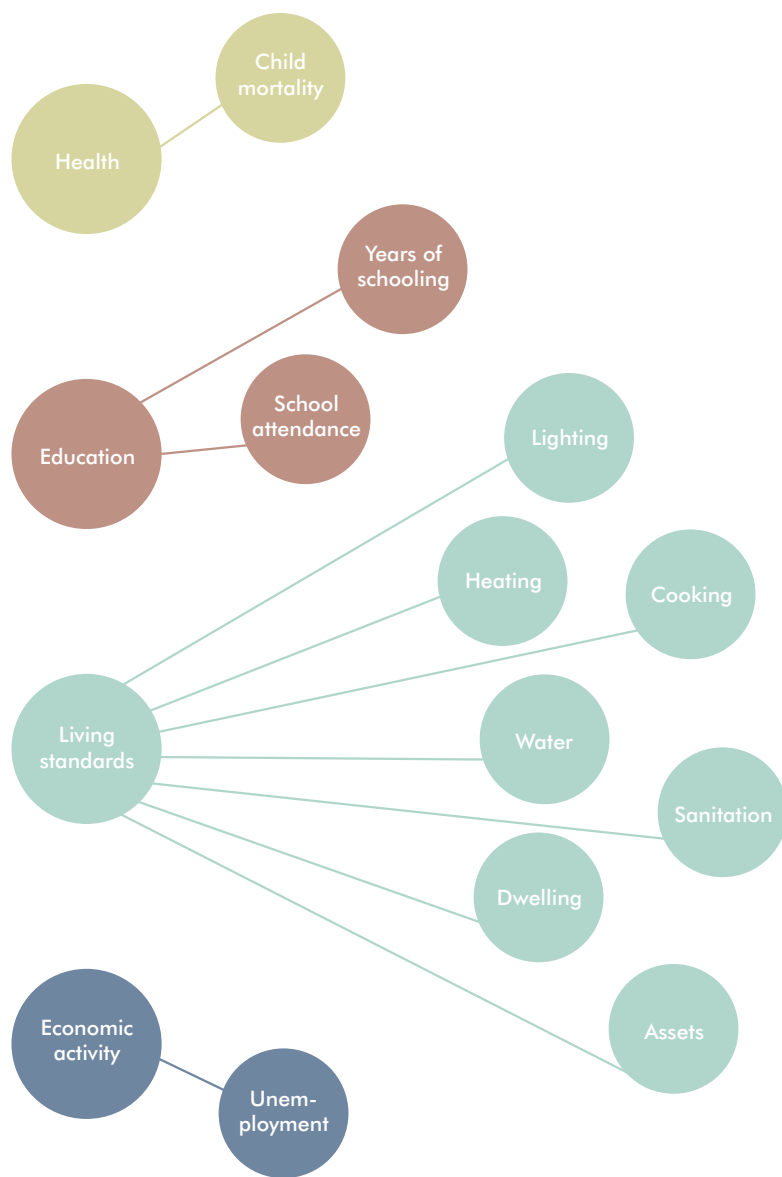 Child
mortality
Health
Years of
schooling
School
attendance
Education
Lighting
Heating
Cooking
Living
standards
Water
Sanitation
Dwelling
Economic
activity
Assets
Unem-
ployment